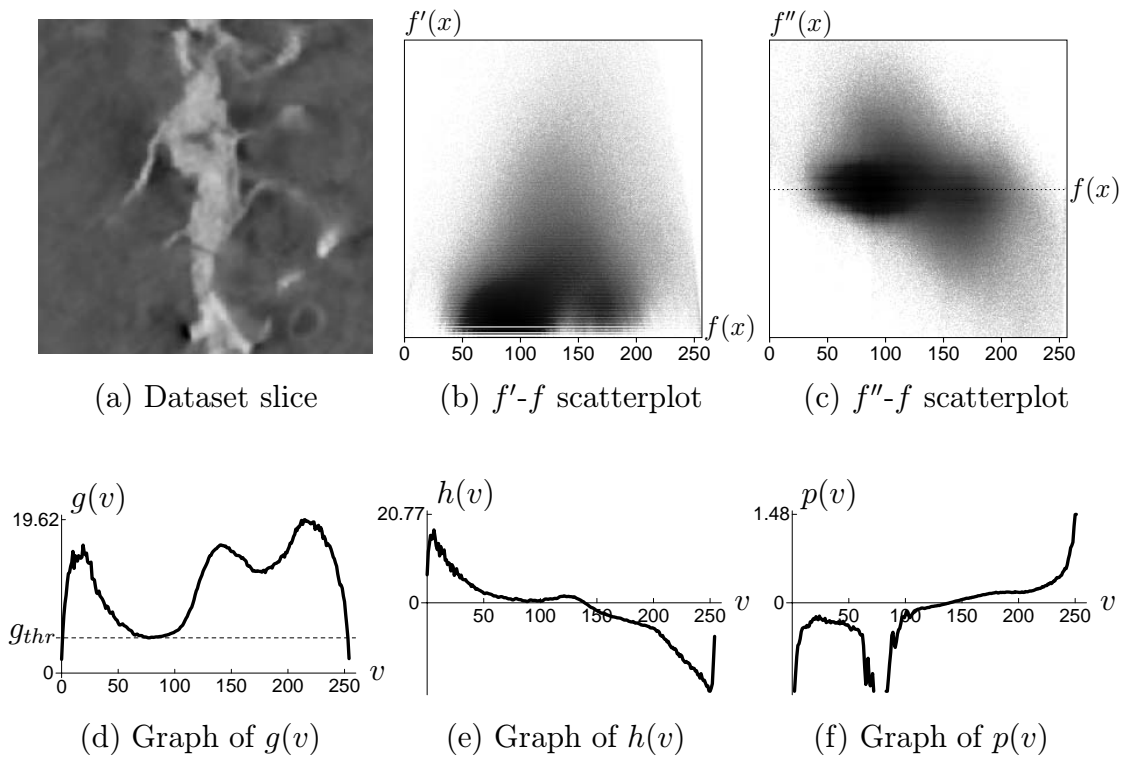 f′(x)
f(x)
0 50 100 150 200 250
f″(x)
f(x)
0 50 100 150 200 250
(a) Dataset slice
(b) f′-f scatterplot
(c) f″-f scatterplot
g(v)
19.62
g_thr
0
0 50 100 150 200 250 v
h(v)
20.77
0
50 100 150 200 250 v
p(v)
1.48
0
50 100 150 200 250 v
(d) Graph of g(v)
(e) Graph of h(v)
(f) Graph of p(v)